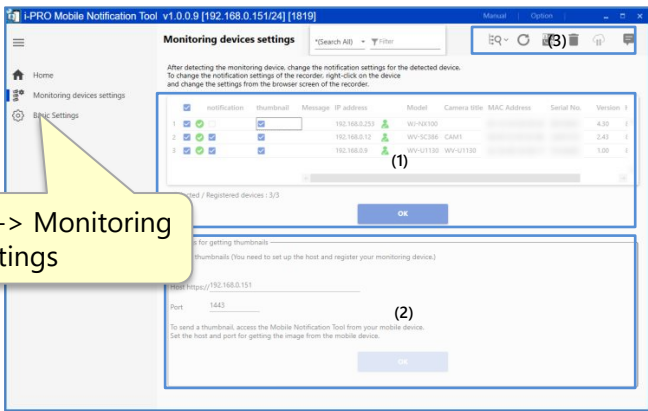 i-PRO Mobile Notification Tool v1.0.0.9 [192.168.0.151/24] [1819]
Manual | Option |
Monitoring devices settings
*(Search All)
Filter
(3)
Home
Monitoring devices settings
Basic Settings
After detecting the monitoring device, change the notification settings for the detected device.
To change the notification settings of the recorder, right-click on the device
and change the settings from the browser screen of the recorder.
notification thumbnail Message IP address Model Camera title MAC Address Serial No. Version
1 192.168.0.253 WJ-NX100 4.30
2 192.168.0.12 WV-SC386 CAM1 2.43
3 192.168.0.9 WV-U1130 WV-U1130 1.00
(1)
/ Registered devices : 3/3
OK
-> Monitoring
tings
for getting thumbnails
thumbnails (You need to set up the host and register your monitoring device.)
Host https:// 192.168.0.151
Port 1443
(2)
To send a thumbnail, access the Mobile Notification Tool from your mobile device.
Set the host and port for getting the image from the mobile device.
OK